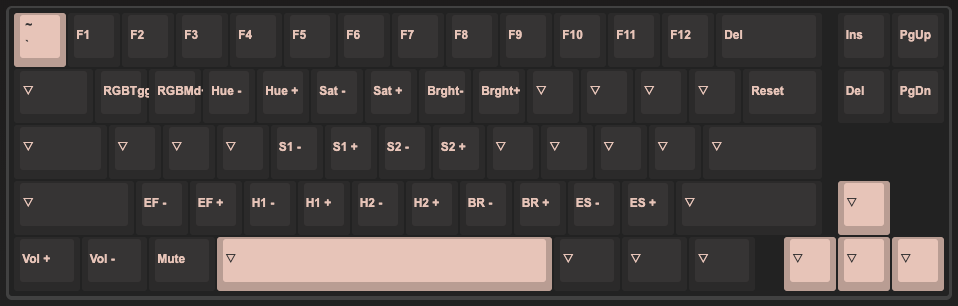 ~
`
F1 F2 F3 F4 F5 F6 F7 F8 F9 F10 F11 F12 Del Ins PgUp
▽ RGBTgg RGBMd Hue - Hue + Sat - Sat + Brght- Brght+ ▽ ▽ ▽ ▽ Reset Del PgDn
▽ ▽ ▽ ▽ S1 - S1 + S2 - S2 + ▽ ▽ ▽ ▽ ▽
▽ EF - EF + H1 - H1 + H2 - H2 + BR - BR + ES - ES + ▽ ▽
Vol + Vol - Mute ▽ ▽ ▽ ▽ ▽ ▽ ▽